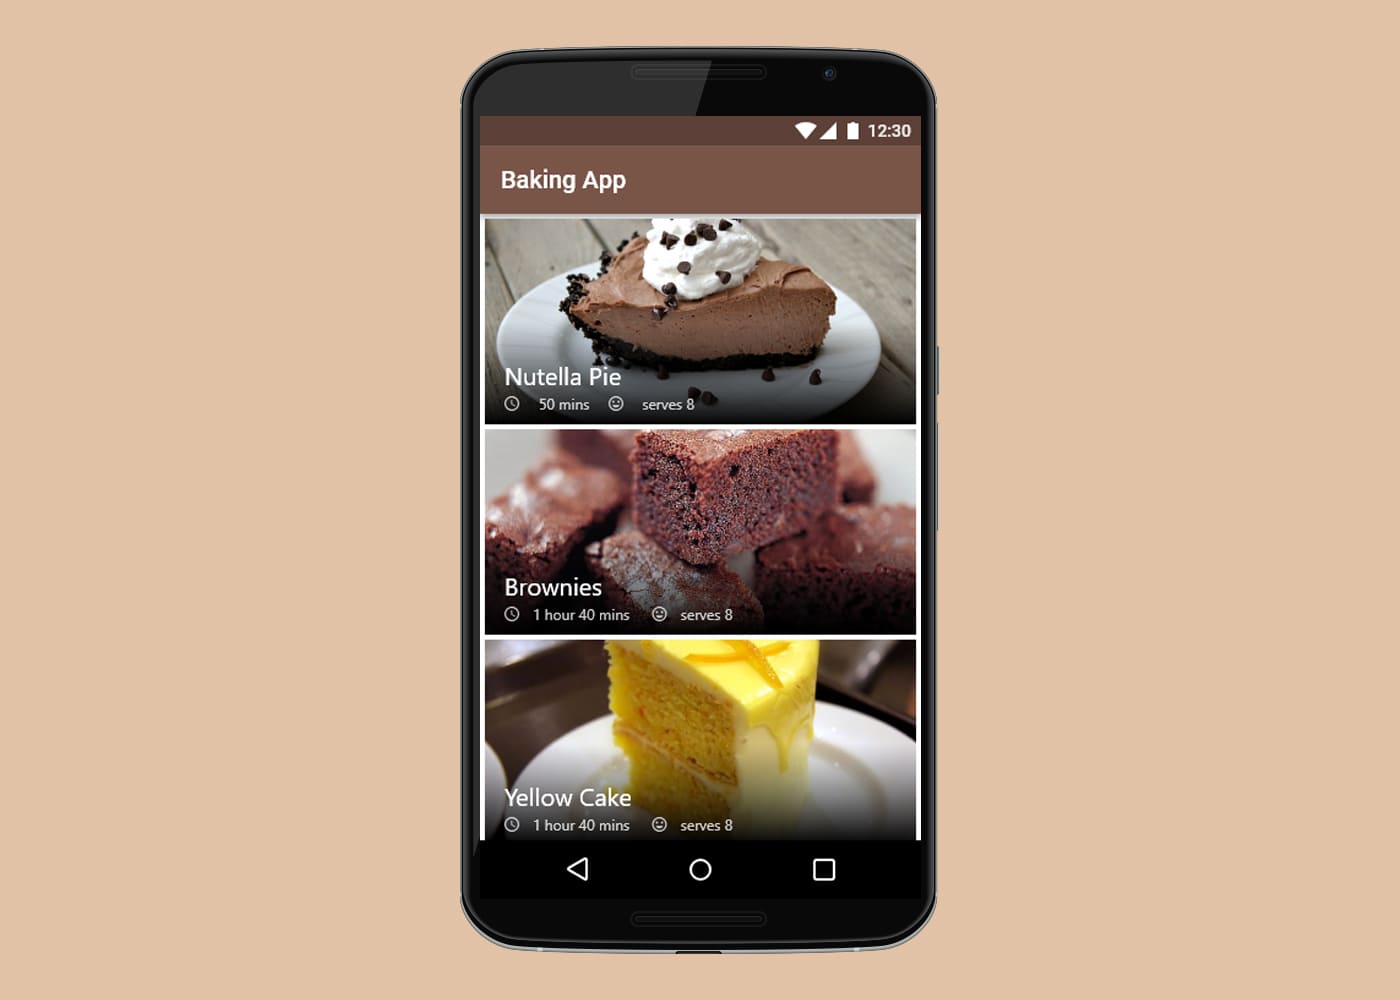 12:30
Baking App
Nutella Pie
50 mins serves 8
Brownies
1 hour 40 mins serves 8
Yellow Cake
1 hour 40 mins serves 8